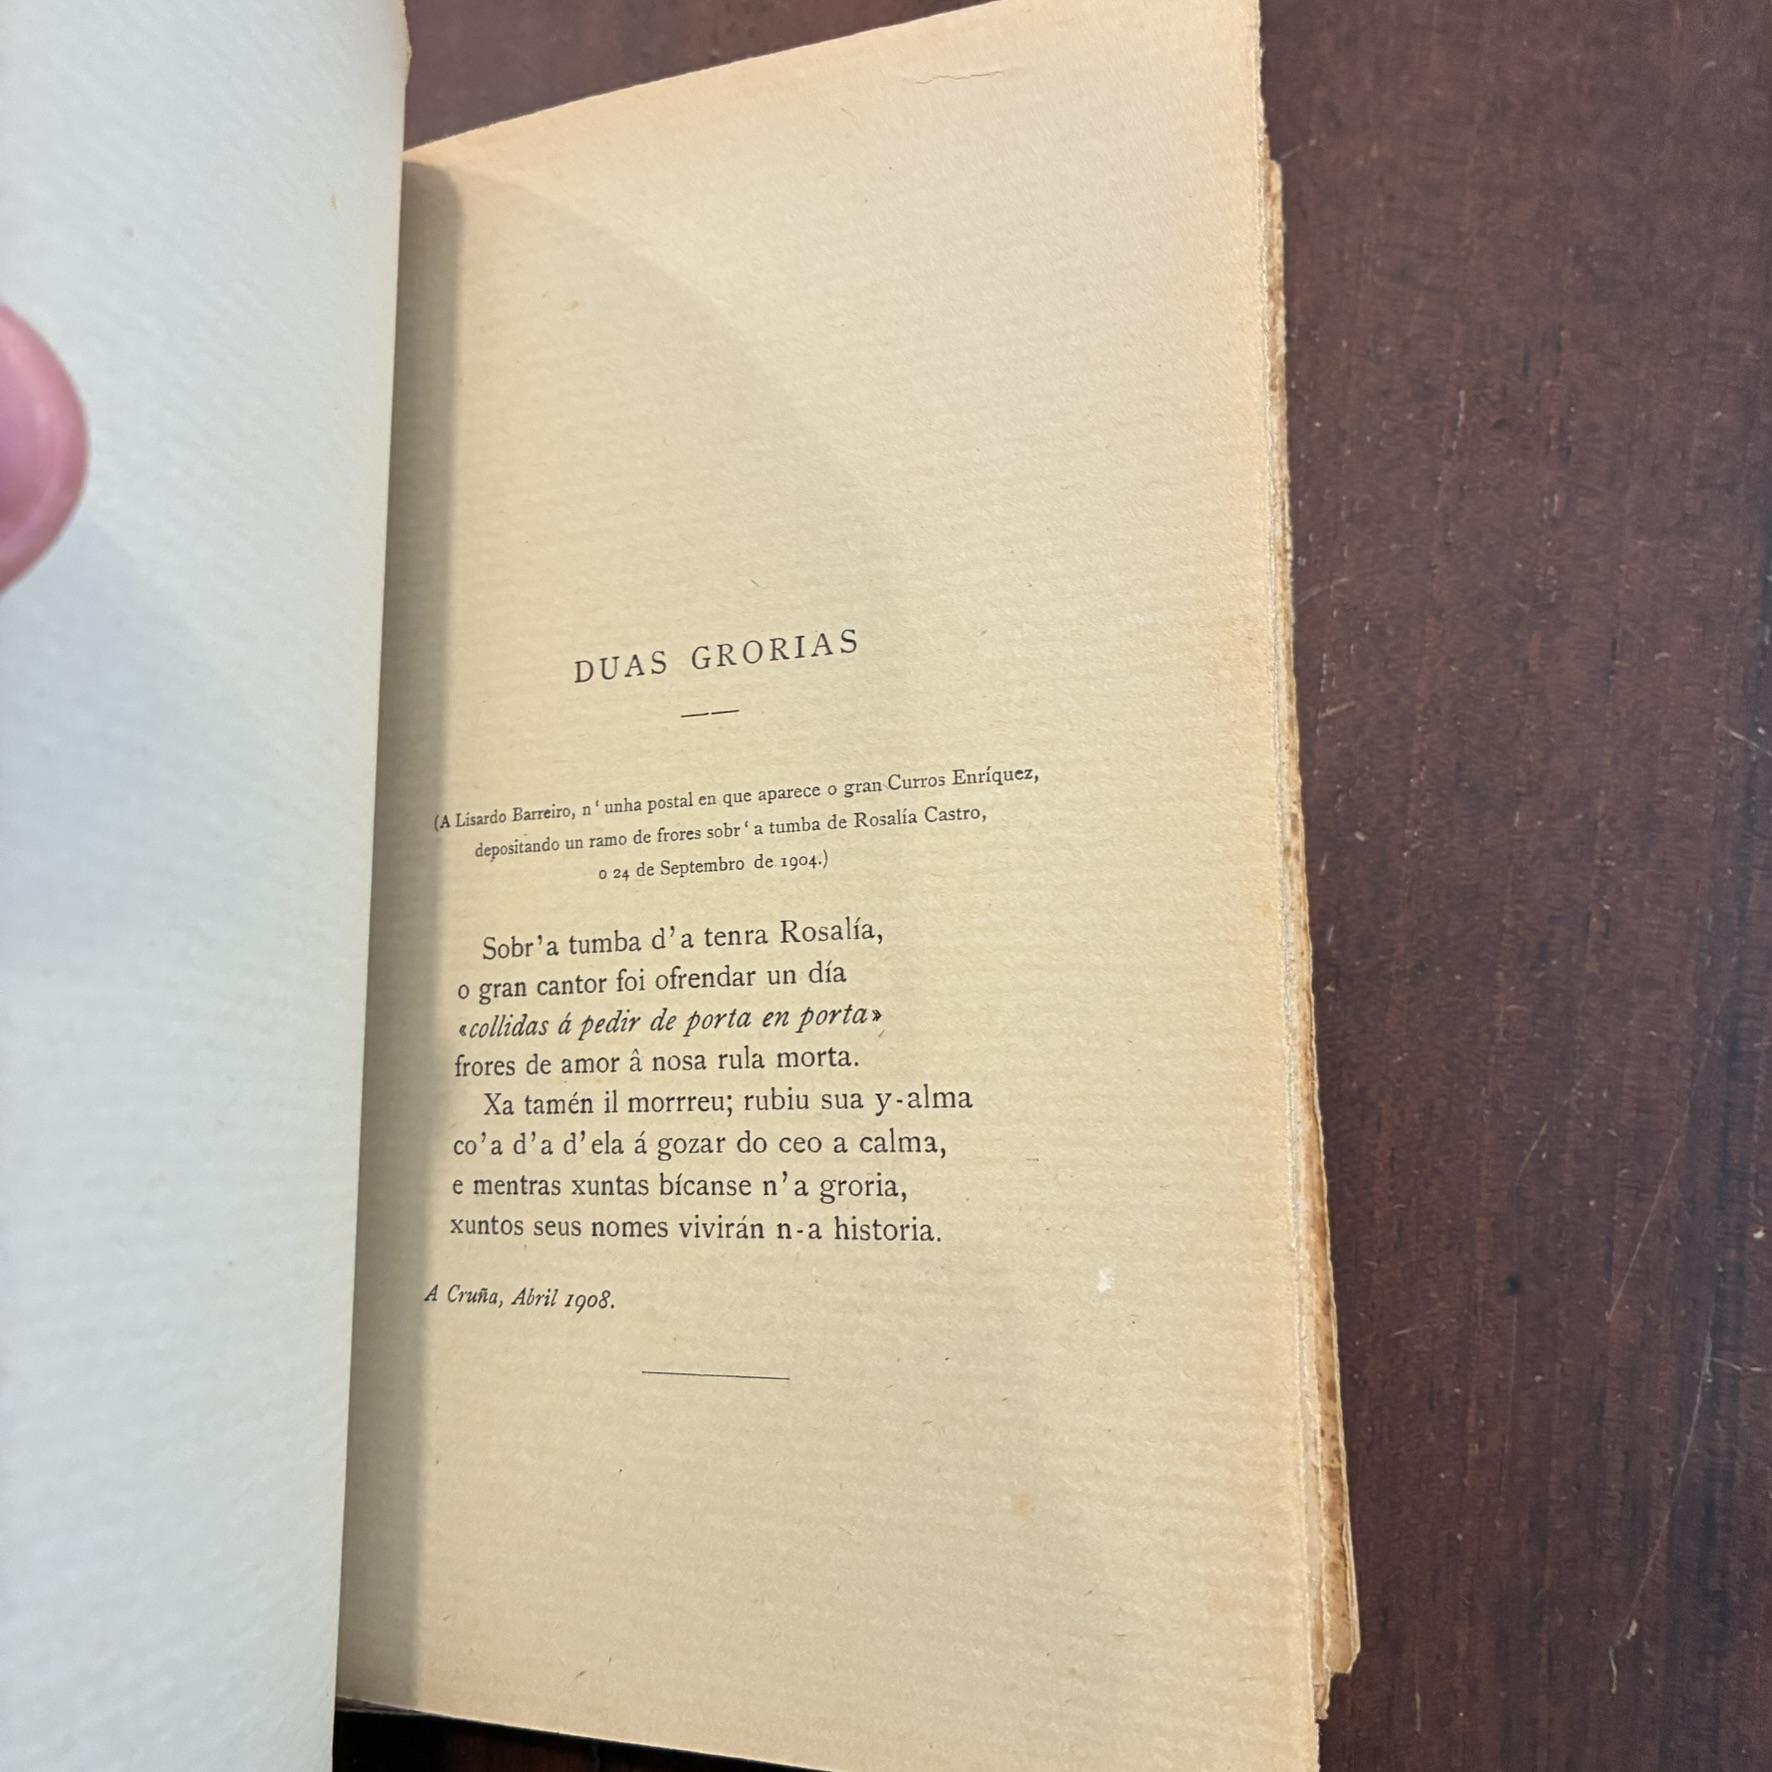 DUAS GRORIAS
(A Lisardo Barreiro, n‘unha postal en que aparece o gran Curros Enríquez,
depositando un ramo de frores sobr‘a tumba de Rosalía Castro,
o 24 de Septembro de 1904.)
Sobr’a tumba d’a tenra Rosalía,
o gran cantor foi ofrendar un día
«collidas á pedir de porta en porta»
frores de amor â nosa rula morta.
Xa tamén il morrreu; rubiu sua y-alma
co’a d’a d’ela á gozar do ceo a calma,
e mentras xuntas bícanse n’a groria,
xuntos seus nomes vivirán n-a historia.
A Cruña, Abril 1908.